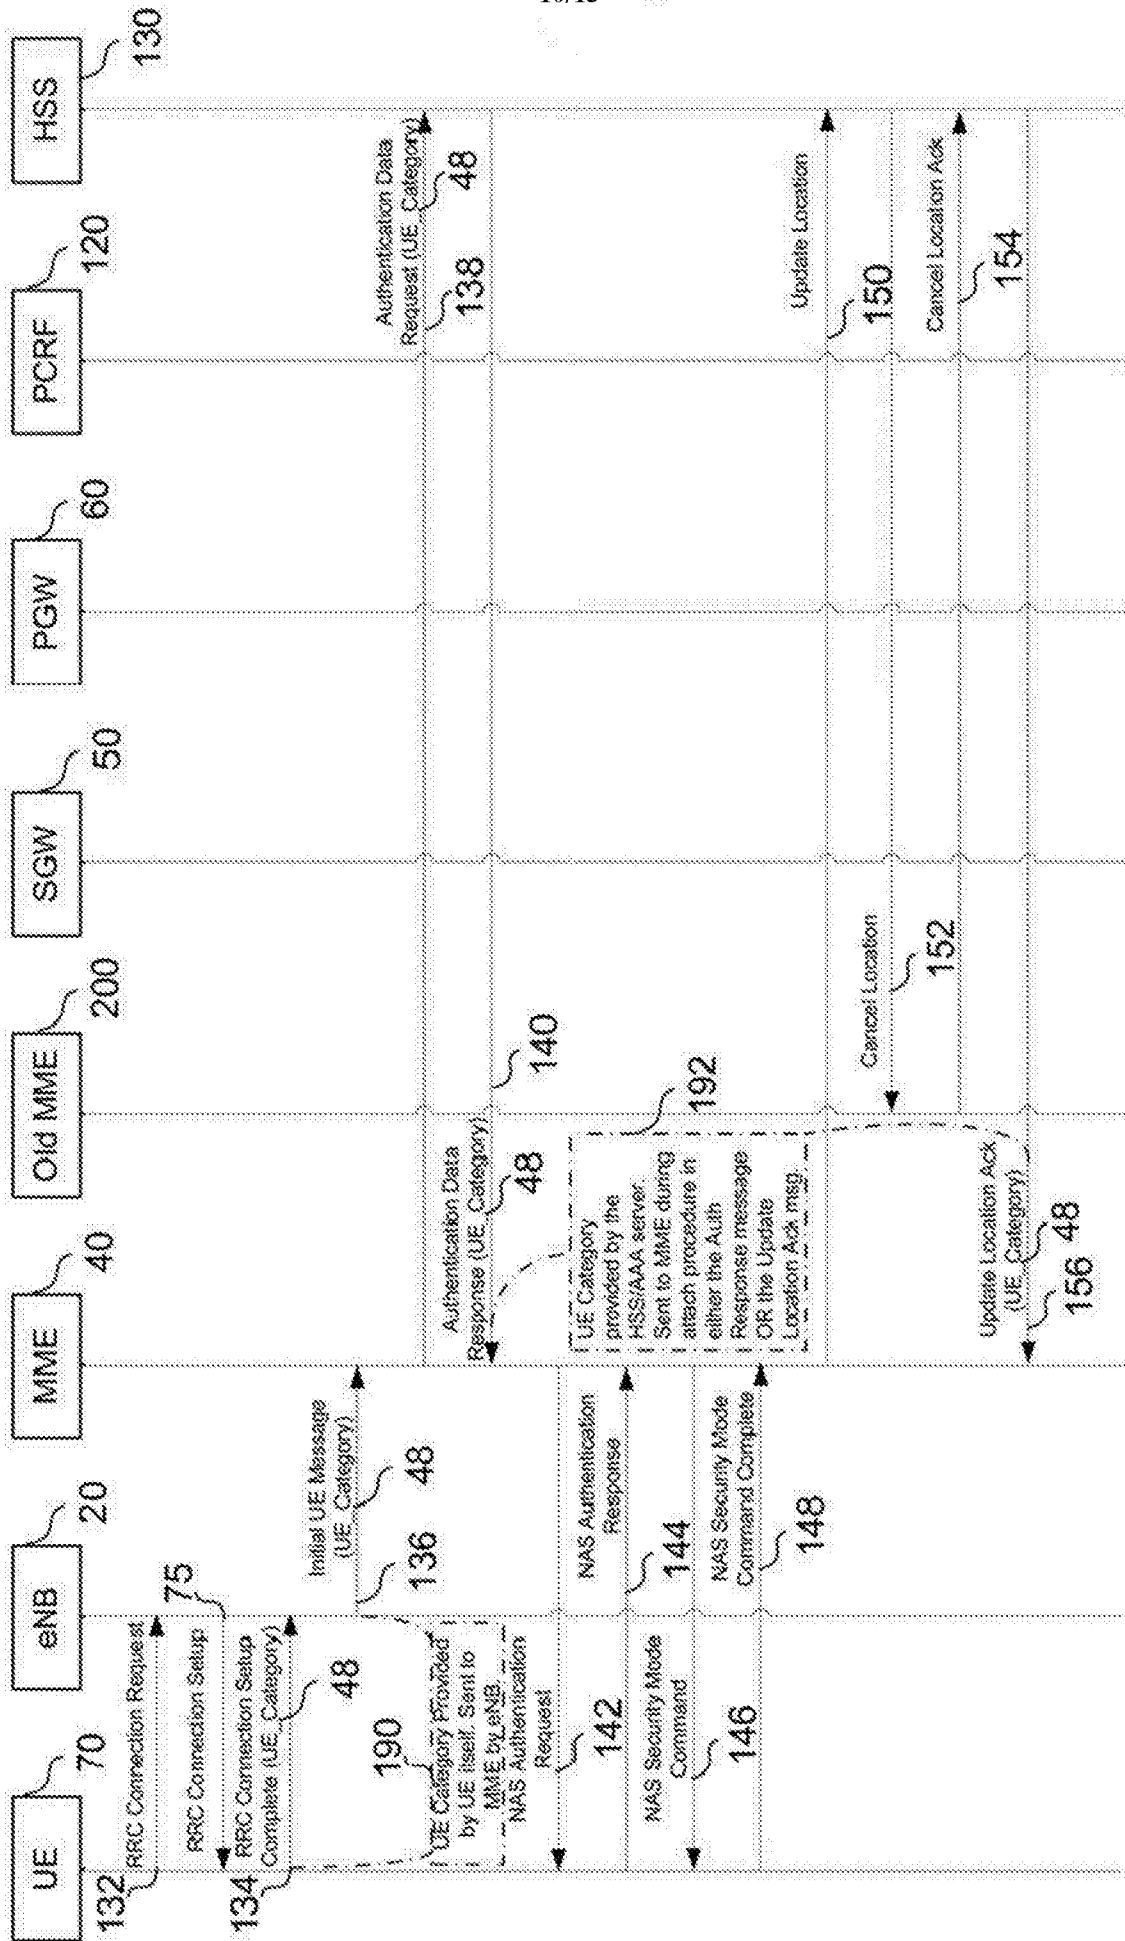 UE
70
eNB
20
MME
40
Old MME
200
SGW
50
PGW
60
PCRF
120
HSS
130
RRC Connection Request
132
RRC Connection Setup
75
RRC Connection Setup
Complete (UE_Category)
48
134
Initial UE Message
(UE_Category)
48
136
190
UE Category Provided
by UE itself. Sent to
MME by eNB
Authentication Data
Request (UE_Category)
48
138
Authentication Data
Response (UE_Category)
48
140
NAS Authentication
Request
142
NAS Authentication
Response
144
NAS Security Mode
Command
146
NAS Security Mode
Command Complete
148
192
UE Category
provided by the
HSS/AAA server.
Sent to MME during
attach procedure in
either the Auth
Response message
OR the Update
Location Ack msg.
Update Location
150
Cancel Location
152
Cancel Location Ack
154
Update Location Ack
(UE_Category)
48
156